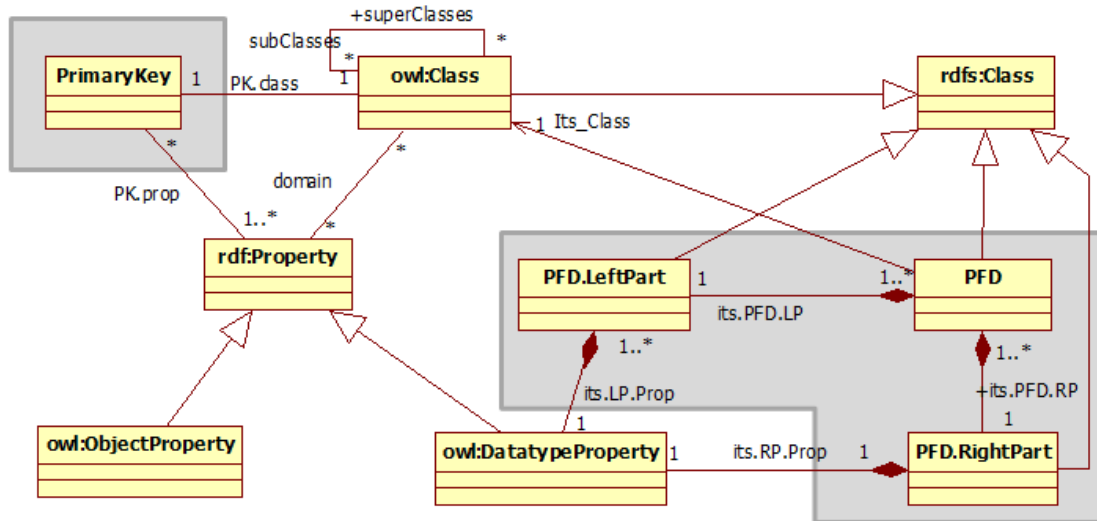 +superClasses
*
subClasses
*
PrimaryKey
1
PK.class
1
owl:Class
rdfs:Class
1
Its_Class
*
*
PK.prop
domain
1..*
*
rdf:Property
PFD.LeftPart
1
1..*
PFD
its.PFD.LP
1..*
1..*
its.LP.Prop
+its.PFD.RP
1
1
owl:ObjectProperty
owl:DatatypeProperty
1
its.RP.Prop
1
PFD.RightPart